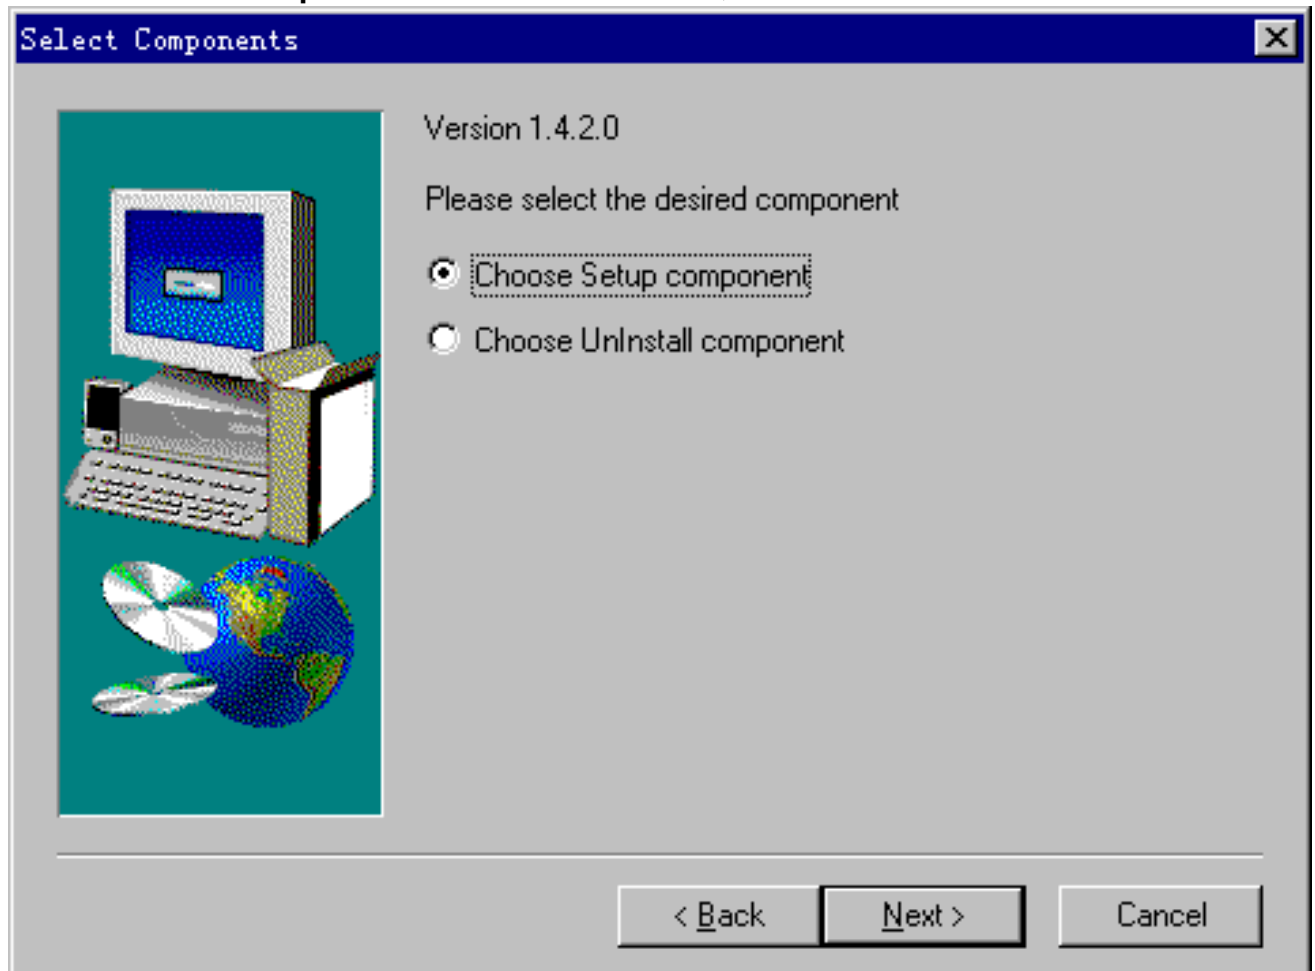 Select Components
Version 1.4.2.0
Please select the desired component
Choose Setup component
Choose UnInstall component
< Back
Next >
Cancel